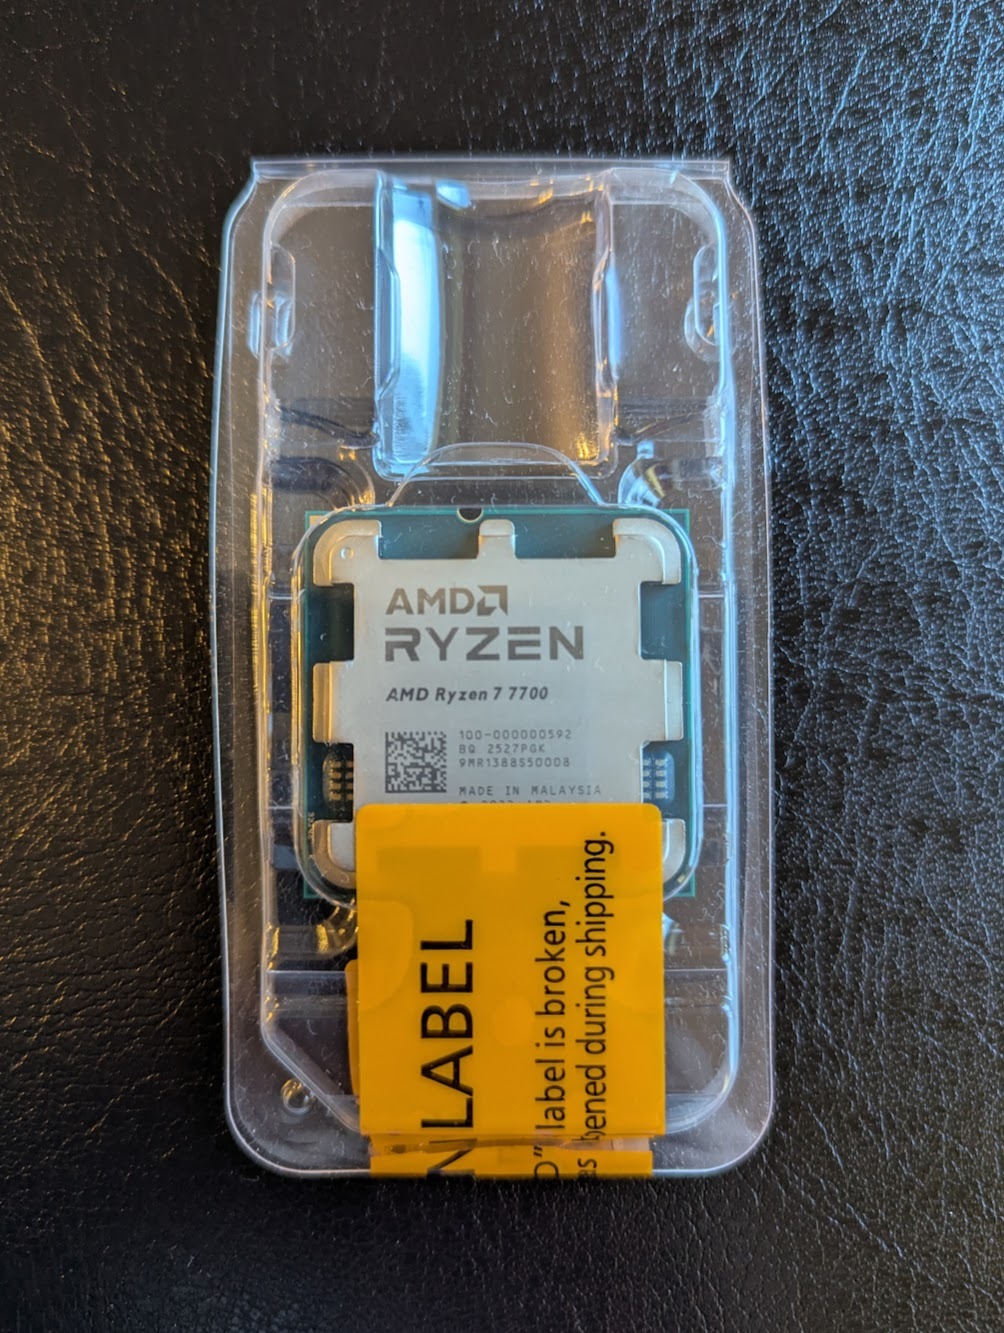 AMD
RYZEN
AMD Ryzen 7 7700
100-000000592
BQ 2527PGK
9MR1388S50008
MADE IN MALAYSIA
LABEL
label is broken,
during shipping.